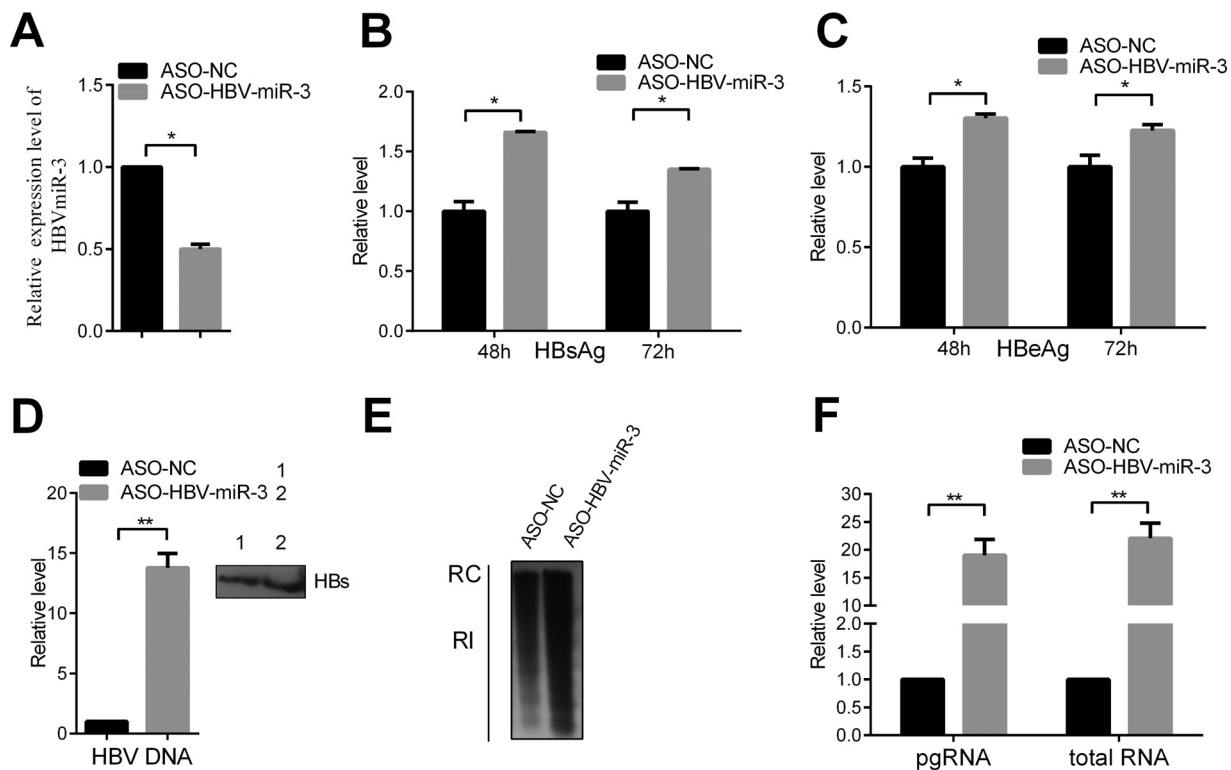 A
ASO-NC
ASO-HBV-miR-3
Relative expression level of
HBVmiR-3
1.5
1.0
0.5
0.0
*
B
ASO-NC
ASO-HBV-miR-3
Relative level
2.0
1.5
1.0
0.5
0.0
*
*
48h HBsAg 72h
C
ASO-NC
ASO-HBV-miR-3
Relative level
1.5
1.0
0.5
0.0
*
*
48h HBeAg 72h
D
ASO-NC 1
ASO-HBV-miR-3 2
Relative level
20
15
10
5
0
**
HBV DNA
1 2
HBs
E
ASO-NC
ASO-HBV-miR-3
RC
RI
F
ASO-NC
ASO-HBV-miR-3
Relative level
30
25
20
15
10
2.0
1.5
1.0
0.5
0.0
**
**
pgRNA total RNA